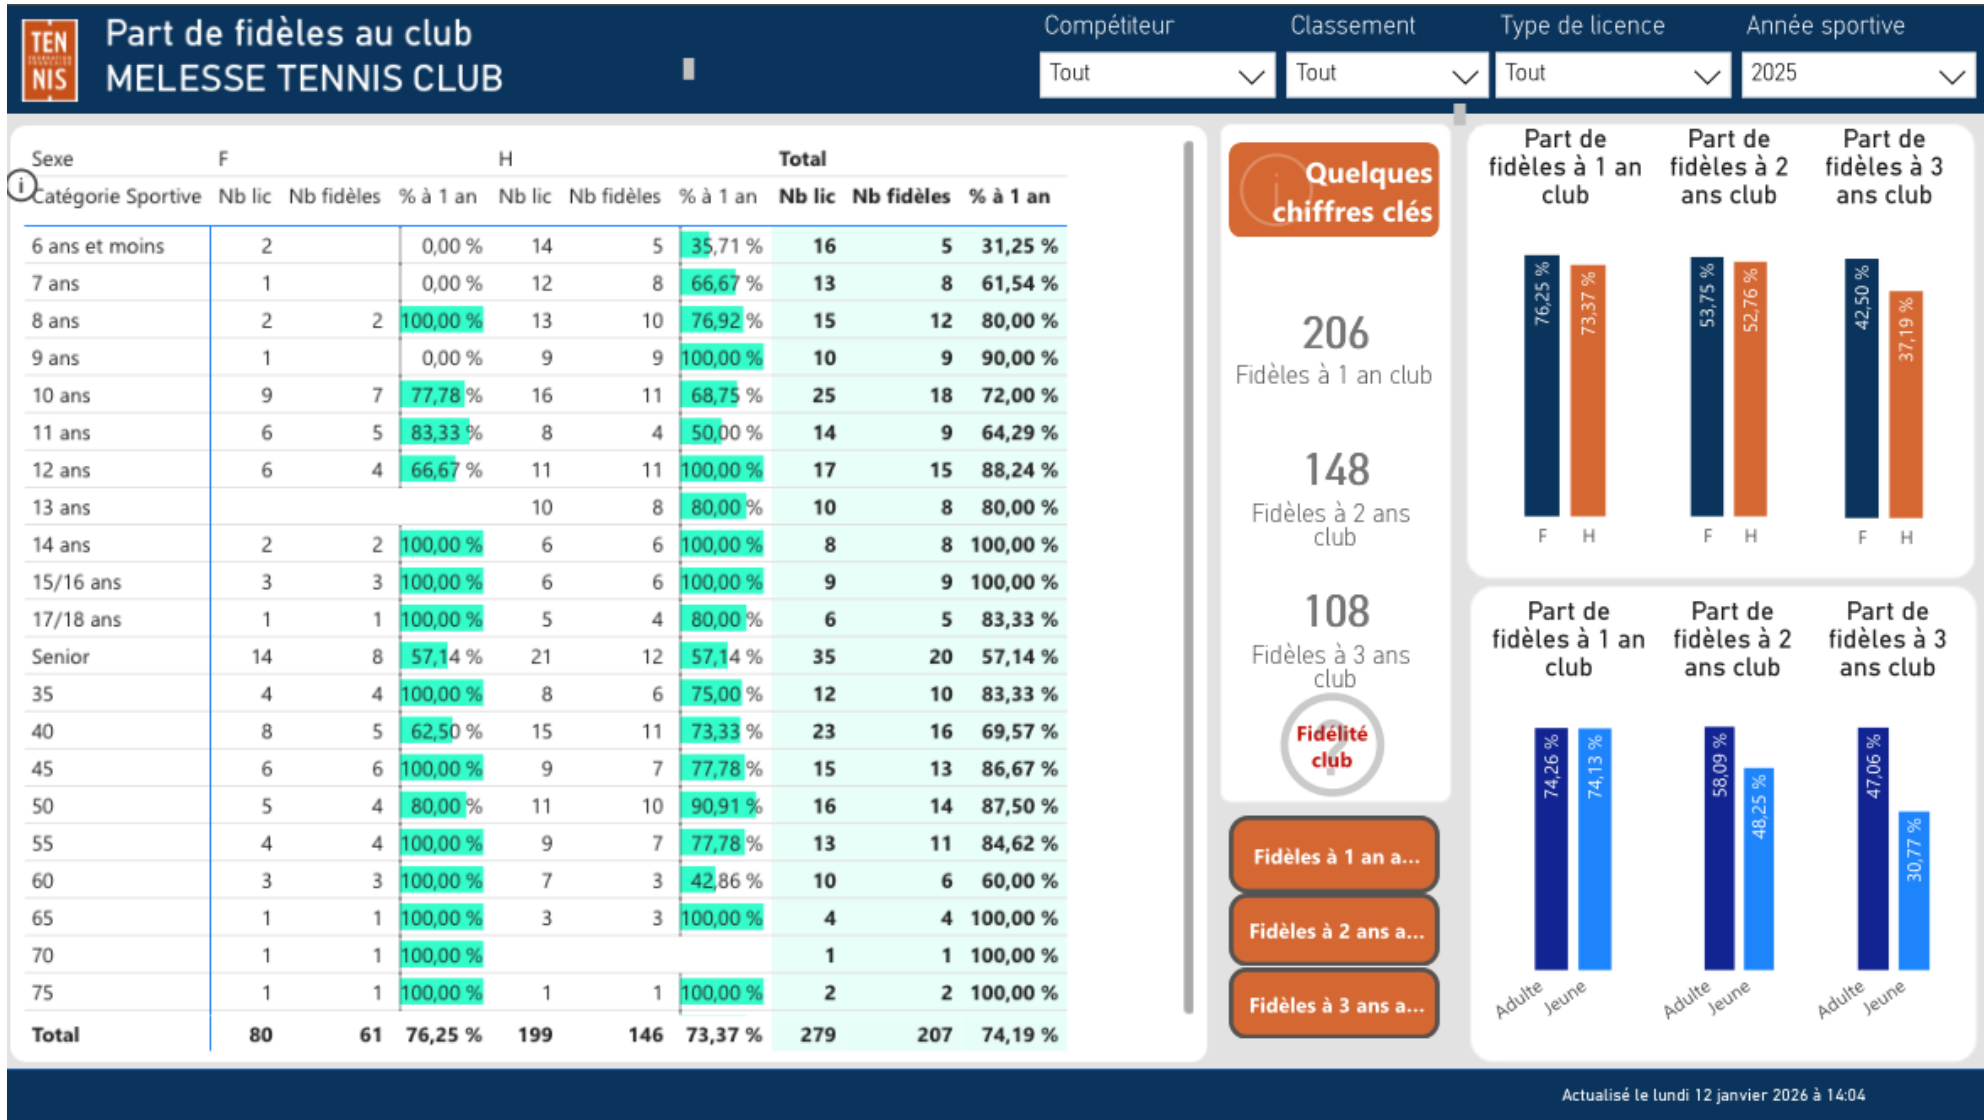 TEN
NIS
Part de fidèles au club
MELESSE TENNIS CLUB
Compétiteur Classement Type de licence Année sportive
Tout Tout Tout 2025
Sexe F H Total
Catégorie Sportive Nb lic Nb fidèles % à 1 an Nb lic Nb fidèles % à 1 an Nb lic Nb fidèles % à 1 an
6 ans et moins 2 0,00 % 14 5 35,71 % 16 5 31,25 %
7 ans 1 0,00 % 12 8 66,67 % 13 8 61,54 %
8 ans 2 2 100,00 % 13 10 76,92 % 15 12 80,00 %
9 ans 1 0,00 % 9 9 100,00 % 10 9 90,00 %
10 ans 9 7 77,78 % 16 11 68,75 % 25 18 72,00 %
11 ans 6 5 83,33 % 8 4 50,00 % 14 9 64,29 %
12 ans 6 4 66,67 % 11 11 100,00 % 17 15 88,24 %
13 ans 10 8 80,00 % 10 8 80,00 %
14 ans 2 2 100,00 % 6 6 100,00 % 8 8 100,00 %
15/16 ans 3 3 100,00 % 6 6 100,00 % 9 9 100,00 %
17/18 ans 1 1 100,00 % 5 4 80,00 % 6 5 83,33 %
Senior 14 8 57,14 % 21 12 57,14 % 35 20 57,14 %
35 4 4 100,00 % 8 6 75,00 % 12 10 83,33 %
40 8 5 62,50 % 15 11 73,33 % 23 16 69,57 %
45 6 6 100,00 % 9 7 77,78 % 15 13 86,67 %
50 5 4 80,00 % 11 10 90,91 % 16 14 87,50 %
55 4 4 100,00 % 9 7 77,78 % 13 11 84,62 %
60 3 3 100,00 % 7 3 42,86 % 10 6 60,00 %
65 1 1 100,00 % 3 3 100,00 % 4 4 100,00 %
70 1 1 100,00 % 1 1 100,00 %
75 1 1 100,00 % 1 1 100,00 % 2 2 100,00 %
Total 80 61 76,25 % 199 146 73,37 % 279 207 74,19 %
Quelques
chiffres clés
206
Fidèles à 1 an club
148
Fidèles à 2 ans
club
108
Fidèles à 3 ans
club
Fidélité
club
Fidèles à 1 an a...
Fidèles à 2 ans a...
Fidèles à 3 ans a...
Part de
fidèles à 1 an
club
76,25 % 73,37 %
F H
Part de
fidèles à 2
ans club
53,75 % 52,76 %
F H
Part de
fidèles à 3
ans club
42,50 % 37,19 %
F H
Part de
fidèles à 1 an
club
74,26 % 74,13 %
Adulte Jeune
Part de
fidèles à 2
ans club
58,09 % 48,25 %
Adulte Jeune
Part de
fidèles à 3
ans club
47,06 % 30,77 %
Adulte Jeune
Actualisé le lundi 12 janvier 2026 à 14:04